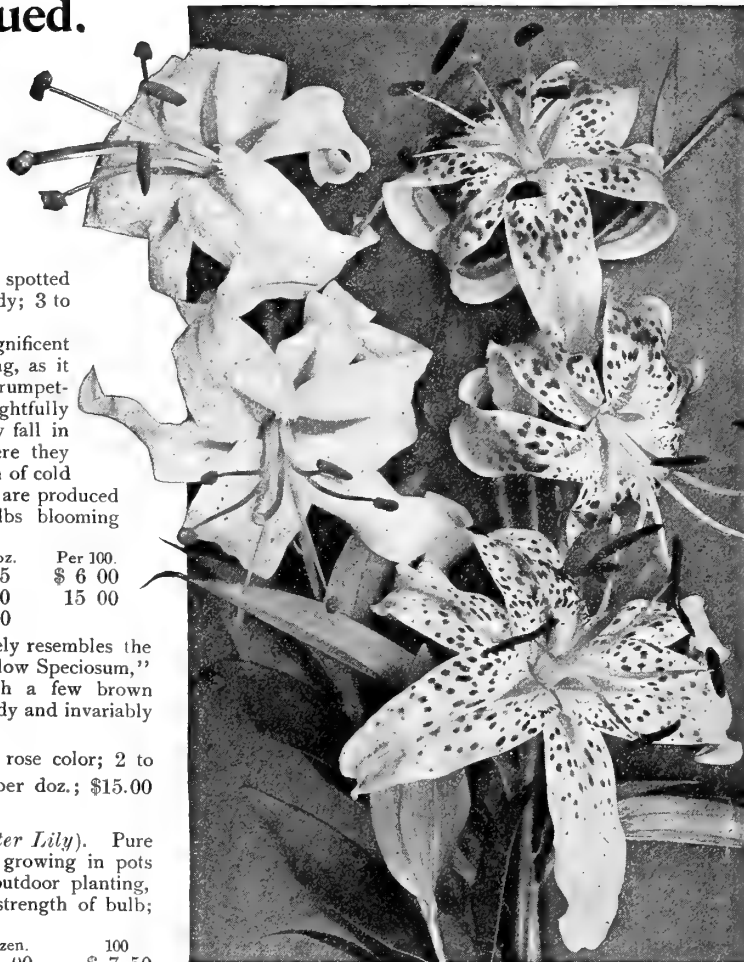 ued.
spotted
dy; 3 to
gnificent
ng, as it
rumpet-
ghtfully
y fall in
ere they
of cold
are produced
lbs blooming
oz. Per 100.
5 $ 6 00
0 15 00
0
ely resembles the
low Speciosum,”
h a few brown
dy and invariably
rose color; 2 to
per doz.; $15.00
ter Lily). Pure
growing in pots
utdoor planting,
strength of bulb;
zen. 100
00 $ 7 50